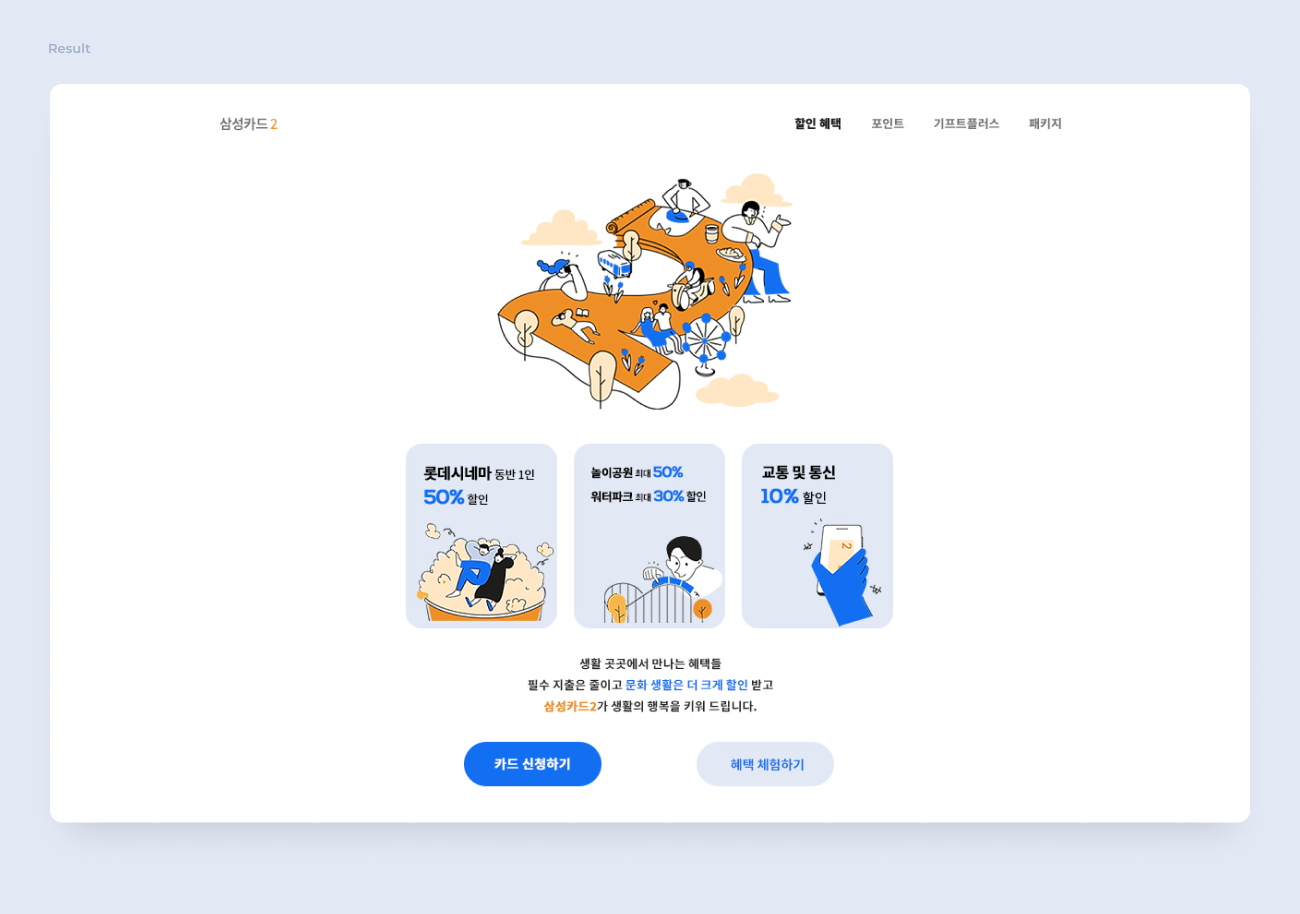 Result
삼성카드 2
할인 혜택 포인트 기프트플러스 패키지
롯데시네마 동반 1인
50% 할인
놀이공원 최대 50%
워터파크 최대 30% 할인
교통 및 통신
10% 할인
2
생활 곳곳에서 만나는 혜택들
필수 지출은 줄이고 문화 생활은 더 크게 할인 받고
삼성카드2가 생활의 행복을 키워 드립니다.
카드 신청하기
혜택 체험하기